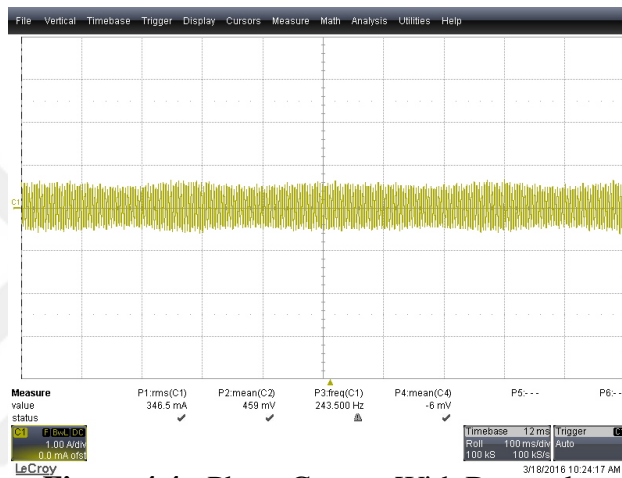 File Vertical Timebase Trigger Display Cursors Measure Math Analysis Utilities Help
C1
Measure P1:rms(C1) P2:mean(C2) P3:freq(C1) P4:mean(C4) P5:- - - P6:- -
value 346.5 mA 459 mV 243.500 Hz -6 mV
status
C1 F BwL DC
1.00 A/div
0.0 mA ofst
Timebase 12 ms
Roll 100 ms/div
100 kS 100 kS/s
Trigger C
Auto
LeCroy
3/18/2016 10:24:17 AM